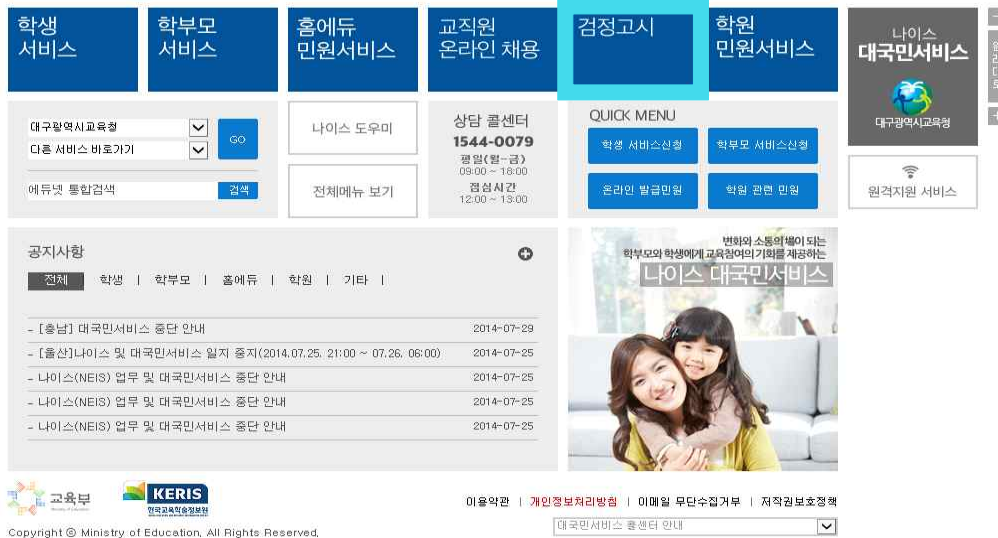 학생
서비스
학부모
서비스
홈에듀
민원서비스
교직원
온라인 채용
검정고시
학원
민원서비스
나이스
대국민서비스
대구광역시교육청
대구광역시교육청
다른 서비스 바로가기
GO
에듀넷 통합검색
검색
나이스 도우미
전체메뉴 보기
상담 콜센터
1544-0079
평일(월-금)
09:00 ~ 18:00
점심시간
12:00 ~ 13:00
QUICK MENU
학생 서비스신청
학부모 서비스신청
온라인 발급민원
학원 관련 민원
원격지원 서비스
공지사항
전체 학생 | 학부모 | 홈에듀 | 학원 | 기타 |
- [충남] 대국민서비스 중단 안내 2014-07-29
- [울산]나이스 및 대국민서비스 일지 중지(2014.07.25. 21:00 ~ 07.26. 06:00) 2014-07-25
- 나이스(NEIS) 업무 및 대국민서비스 중단 안내 2014-07-25
- 나이스(NEIS) 업무 및 대국민서비스 중단 안내 2014-07-25
- 나이스(NEIS) 업무 및 대국민서비스 중단 안내 2014-07-25
변화와 소통의 場이 되는
학부모와 학생에게 교육참여의 기회를 제공하는
나이스 대국민서비스
교육부
KERIS
한국교육학술정보원
이용약관 | 개인정보처리방침 | 이메일 무단수집거부 | 저작권보호정책
대국민서비스 콜센터 안내
Copyright ⓒ Ministry of Education, All Rights Reserved,